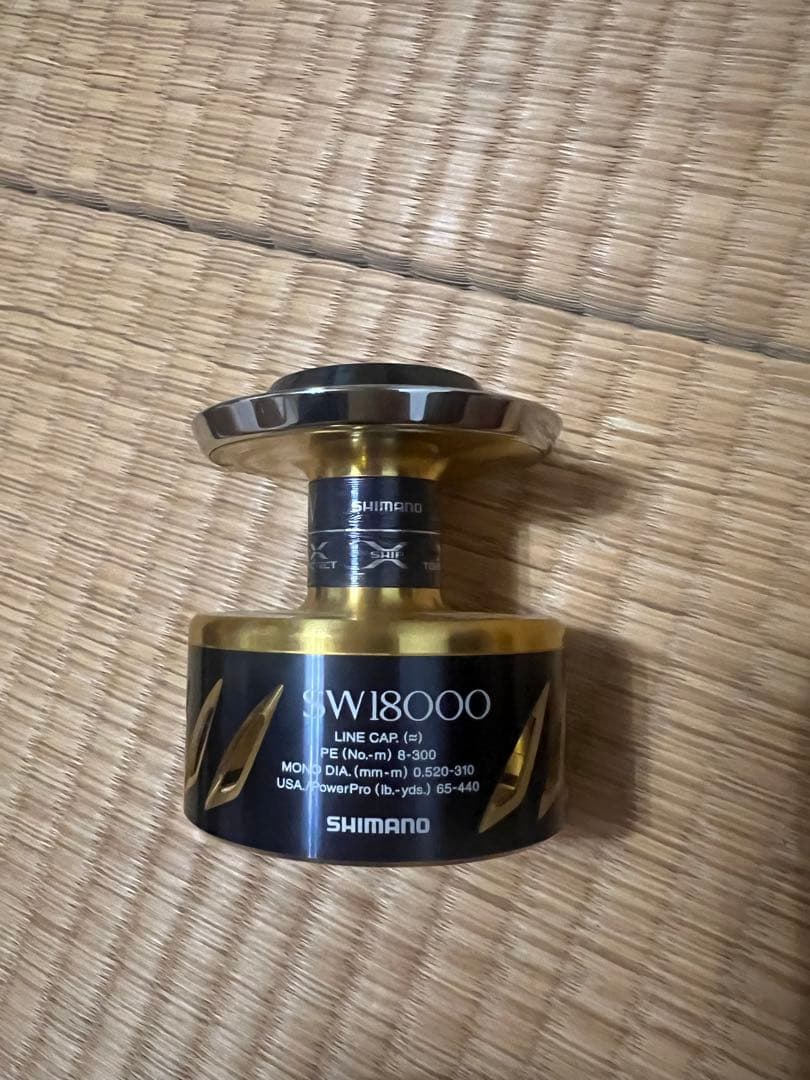 SHIMANO
X SHIP
SW18000
LINE CAP. (≈)
PE (No.-m) 8-300
MONO DIA. (mm-m) 0.520-310
USA./PowerPro (lb.-yds.) 65-440
SHIMANO